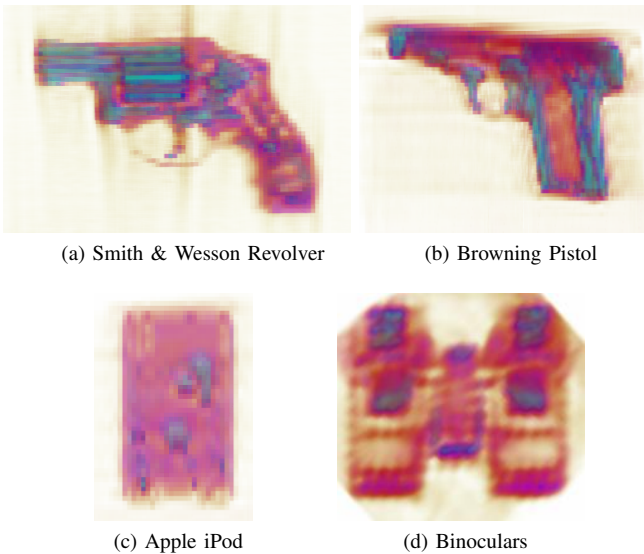 (a) Smith & Wesson Revolver
(b) Browning Pistol
(c) Apple iPod
(d) Binoculars